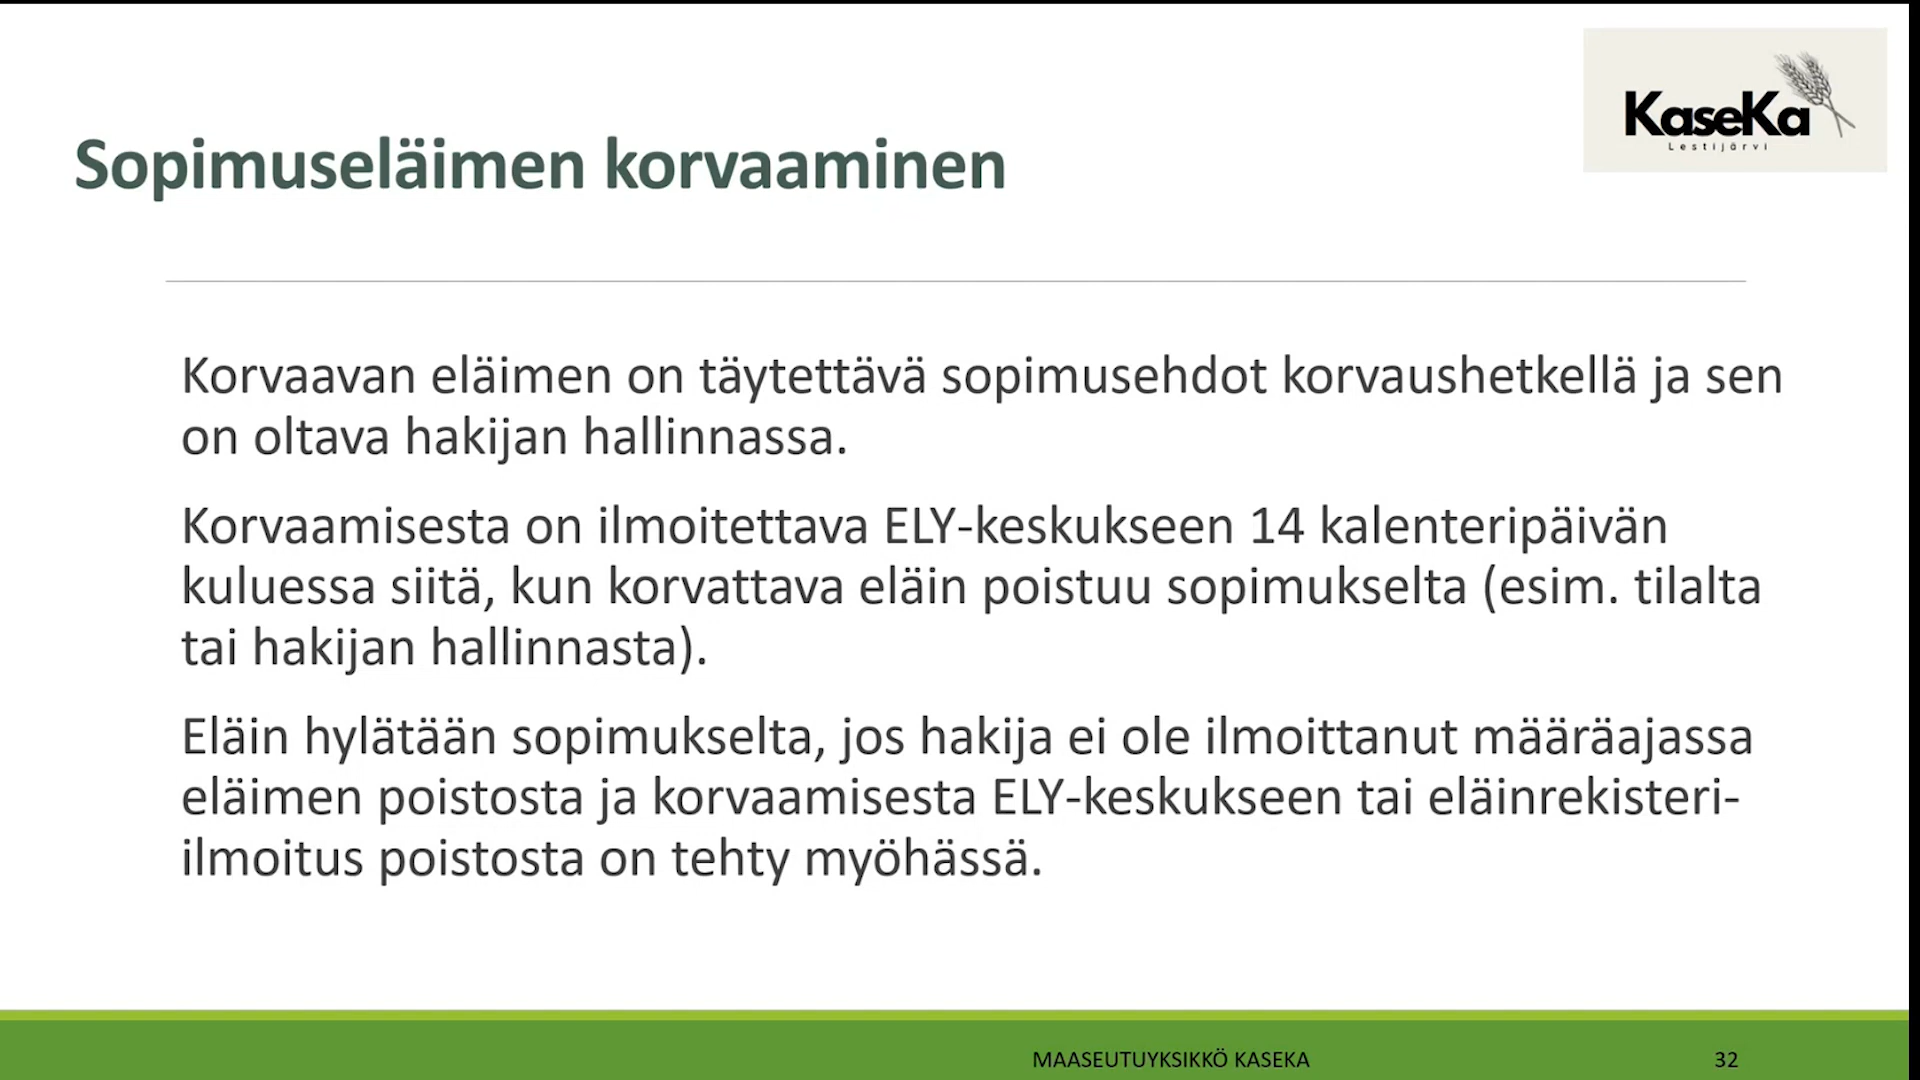 KaseKa
Lestijärvi
Sopimuseläimen korvaaminen
Korvaavan eläimen on täytettävä sopimusehdot korvaushetkellä ja sen
on oltava hakijan hallinnassa.
Korvaamisesta on ilmoitettava ELY-keskukseen 14 kalenteripäivän
kuluessa siitä, kun korvattava eläin poistuu sopimukselta (esim. tilalta
tai hakijan hallinnasta).
Eläin hylätään sopimukselta, jos hakija ei ole ilmoittanut määräajassa
eläimen poistosta ja korvaamisesta ELY-keskukseen tai eläinrekisteri-
ilmoitus poistosta on tehty myöhässä.
MAASEUTUYKSIKKÖ KASEKA
32